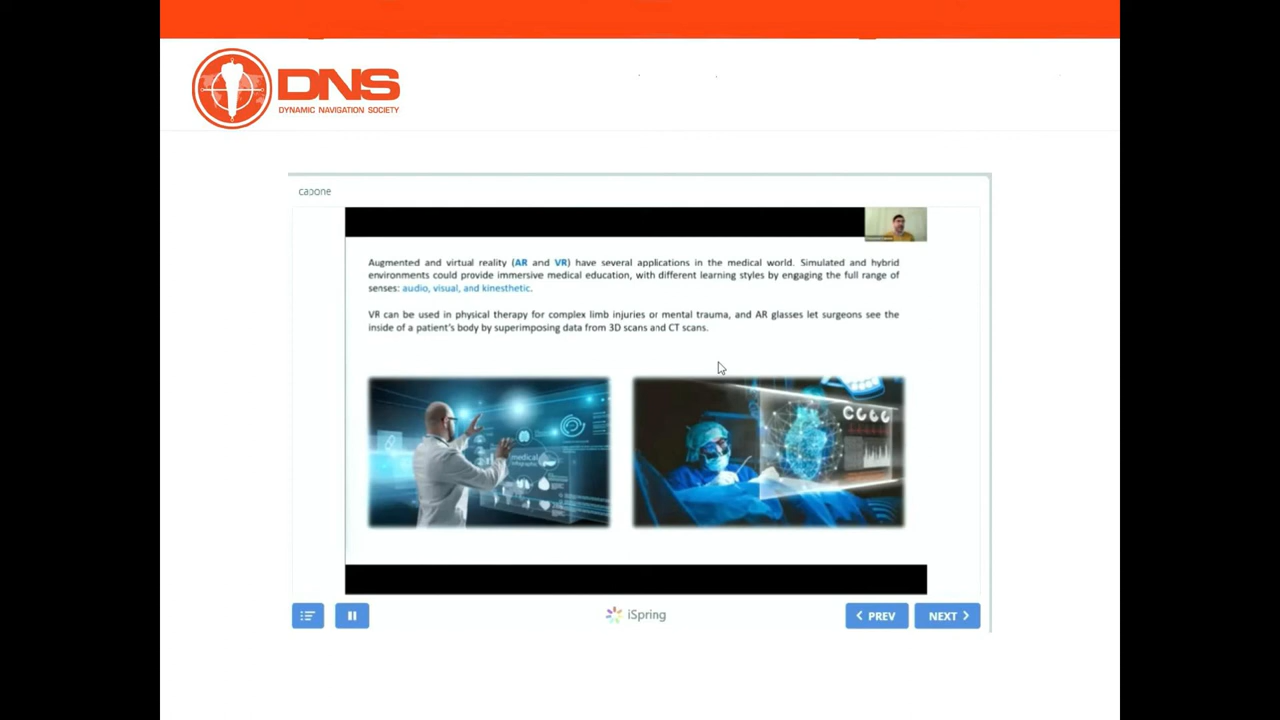 DNS
DYNAMIC NAVIGATION SOCIETY
capone
Augmented and virtual reality (AR and VR) have several applications in the medical world. Simulated and hybrid
environments could provide immersive medical education, with different learning styles by engaging the full range of
senses: audio, visual, and kinesthetic.
VR can be used in physical therapy for complex limb injuries or mental trauma, and AR glasses let surgeons see the
inside of a patient's body by superimposing data from 3D scans and CT scans.
medical
infographic
iSpring
PREV
NEXT